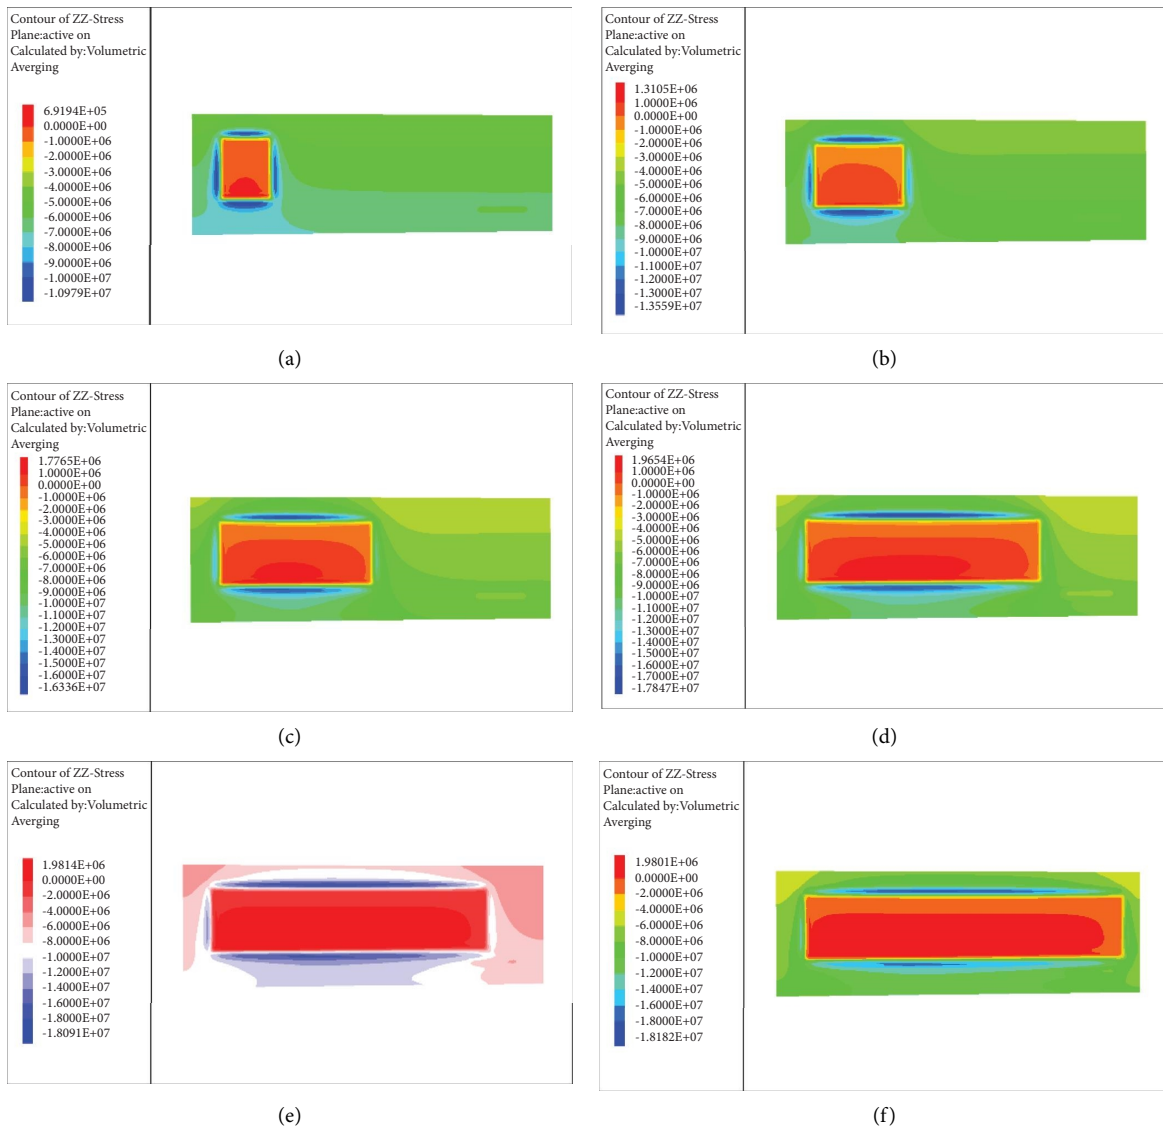 Contour of ZZ-Stress
Plane:active on
Calculated by:Volumetric
Averging
6.9194E+05
0.0000E+00
-1.0000E+06
-2.0000E+06
-3.0000E+06
-4.0000E+06
-5.0000E+06
-6.0000E+06
-7.0000E+06
-8.0000E+06
-9.0000E+06
-1.0000E+07
-1.0979E+07
(a)
Contour of ZZ-Stress
Plane:active on
Calculated by:Volumetric
Averging
1.3105E+06
1.0000E+06
0.0000E+00
-1.0000E+06
-2.0000E+06
-3.0000E+06
-4.0000E+06
-5.0000E+06
-6.0000E+06
-7.0000E+06
-8.0000E+06
-9.0000E+06
-1.0000E+07
-1.1000E+07
-1.2000E+07
-1.3000E+07
-1.3559E+07
(b)
Contour of ZZ-Stress
Plane:active on
Calculated by:Volumetric
Averging
1.7765E+06
1.0000E+06
0.0000E+00
-1.0000E+06
-2.0000E+06
-3.0000E+06
-4.0000E+06
-5.0000E+06
-6.0000E+06
-7.0000E+06
-8.0000E+06
-9.0000E+06
-1.0000E+07
-1.1000E+07
-1.2000E+07
-1.3000E+07
-1.4000E+07
-1.5000E+07
-1.6000E+07
-1.6336E+07
(c)
Contour of ZZ-Stress
Plane:active on
Calculated by:Volumetric
Averging
1.9654E+06
1.0000E+06
0.0000E+00
-1.0000E+06
-2.0000E+06
-3.0000E+06
-4.0000E+06
-5.0000E+06
-6.0000E+06
-7.0000E+06
-8.0000E+06
-9.0000E+06
-1.0000E+07
-1.1000E+07
-1.2000E+07
-1.3000E+07
-1.4000E+07
-1.5000E+07
-1.6000E+07
-1.7000E+07
-1.7847E+07
(d)
Contour of ZZ-Stress
Plane:active on
Calculated by:Volumetric
Averging
1.9814E+06
0.0000E+00
-2.0000E+06
-4.0000E+06
-6.0000E+06
-8.0000E+06
-1.0000E+07
-1.2000E+07
-1.4000E+07
-1.6000E+07
-1.8000E+07
-1.8091E+07
(e)
Contour of ZZ-Stress
Plane:active on
Calculated by:Volumetric
Averging
1.9801E+06
0.0000E+00
-2.0000E+06
-4.0000E+06
-6.0000E+06
-8.0000E+06
-1.0000E+07
-1.2000E+07
-1.4000E+07
-1.6000E+07
-1.8000E+07
-1.8182E+07
(f)